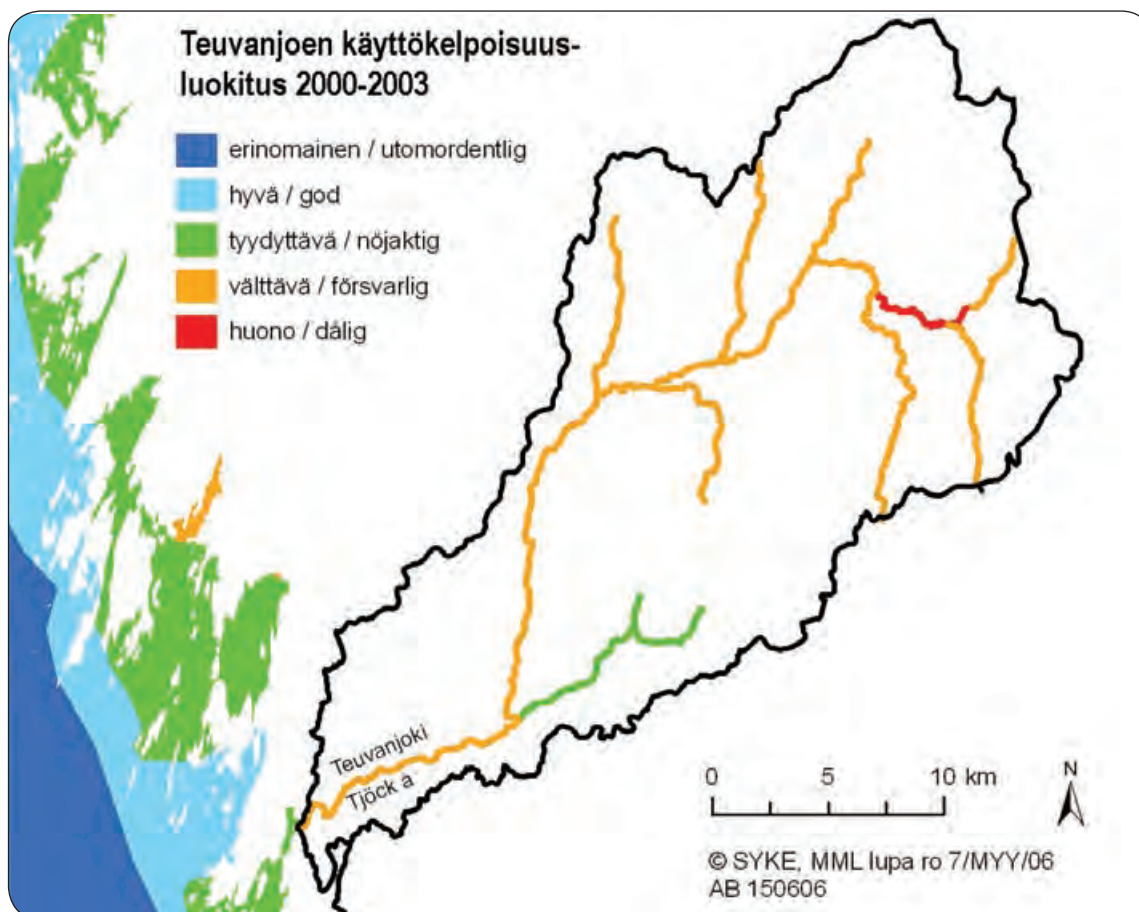 Teuvanjoen käyttökelpoisuus-
luokitus 2000-2003
erinomainen / utomordentlig
hyvä / god
tyydyttävä / nöjaktig
välttävä / försvarlig
huono / dålig
Teuvanjoki
Tjöck å
0 5 10 km
N
© SYKE, MML lupa ro 7/MYY/06
AB 150606